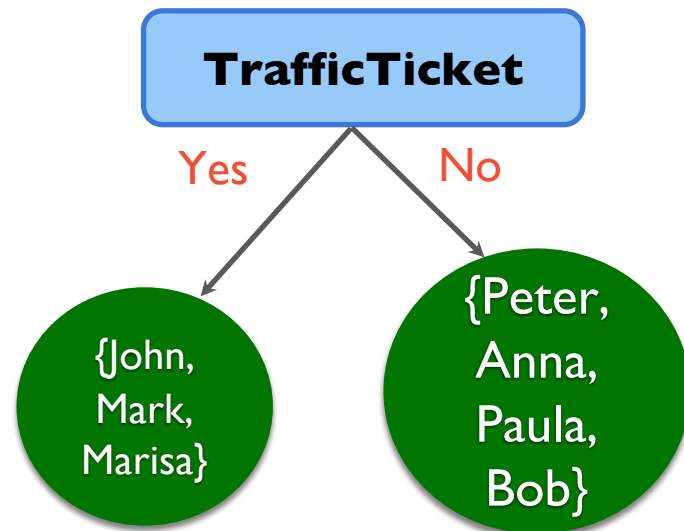 TrafficTicket
Yes
No
{John,
Mark,
Marisa}
{Peter,
Anna,
Paula,
Bob}